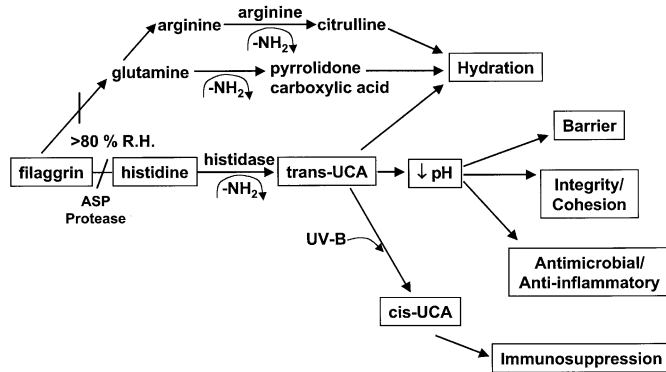 arginine
arginine
citrulline
-NH2
glutamine
pyrrolidone
carboxylic acid
-NH2
Hydration
>80 % R.H.
filaggrin
histidine
ASP
Protease
histidase
-NH2
trans-UCA
↓ pH
Barrier
Integrity/
Cohesion
Antimicrobial/
Anti-inflammatory
UV-B
cis-UCA
Immunosuppression